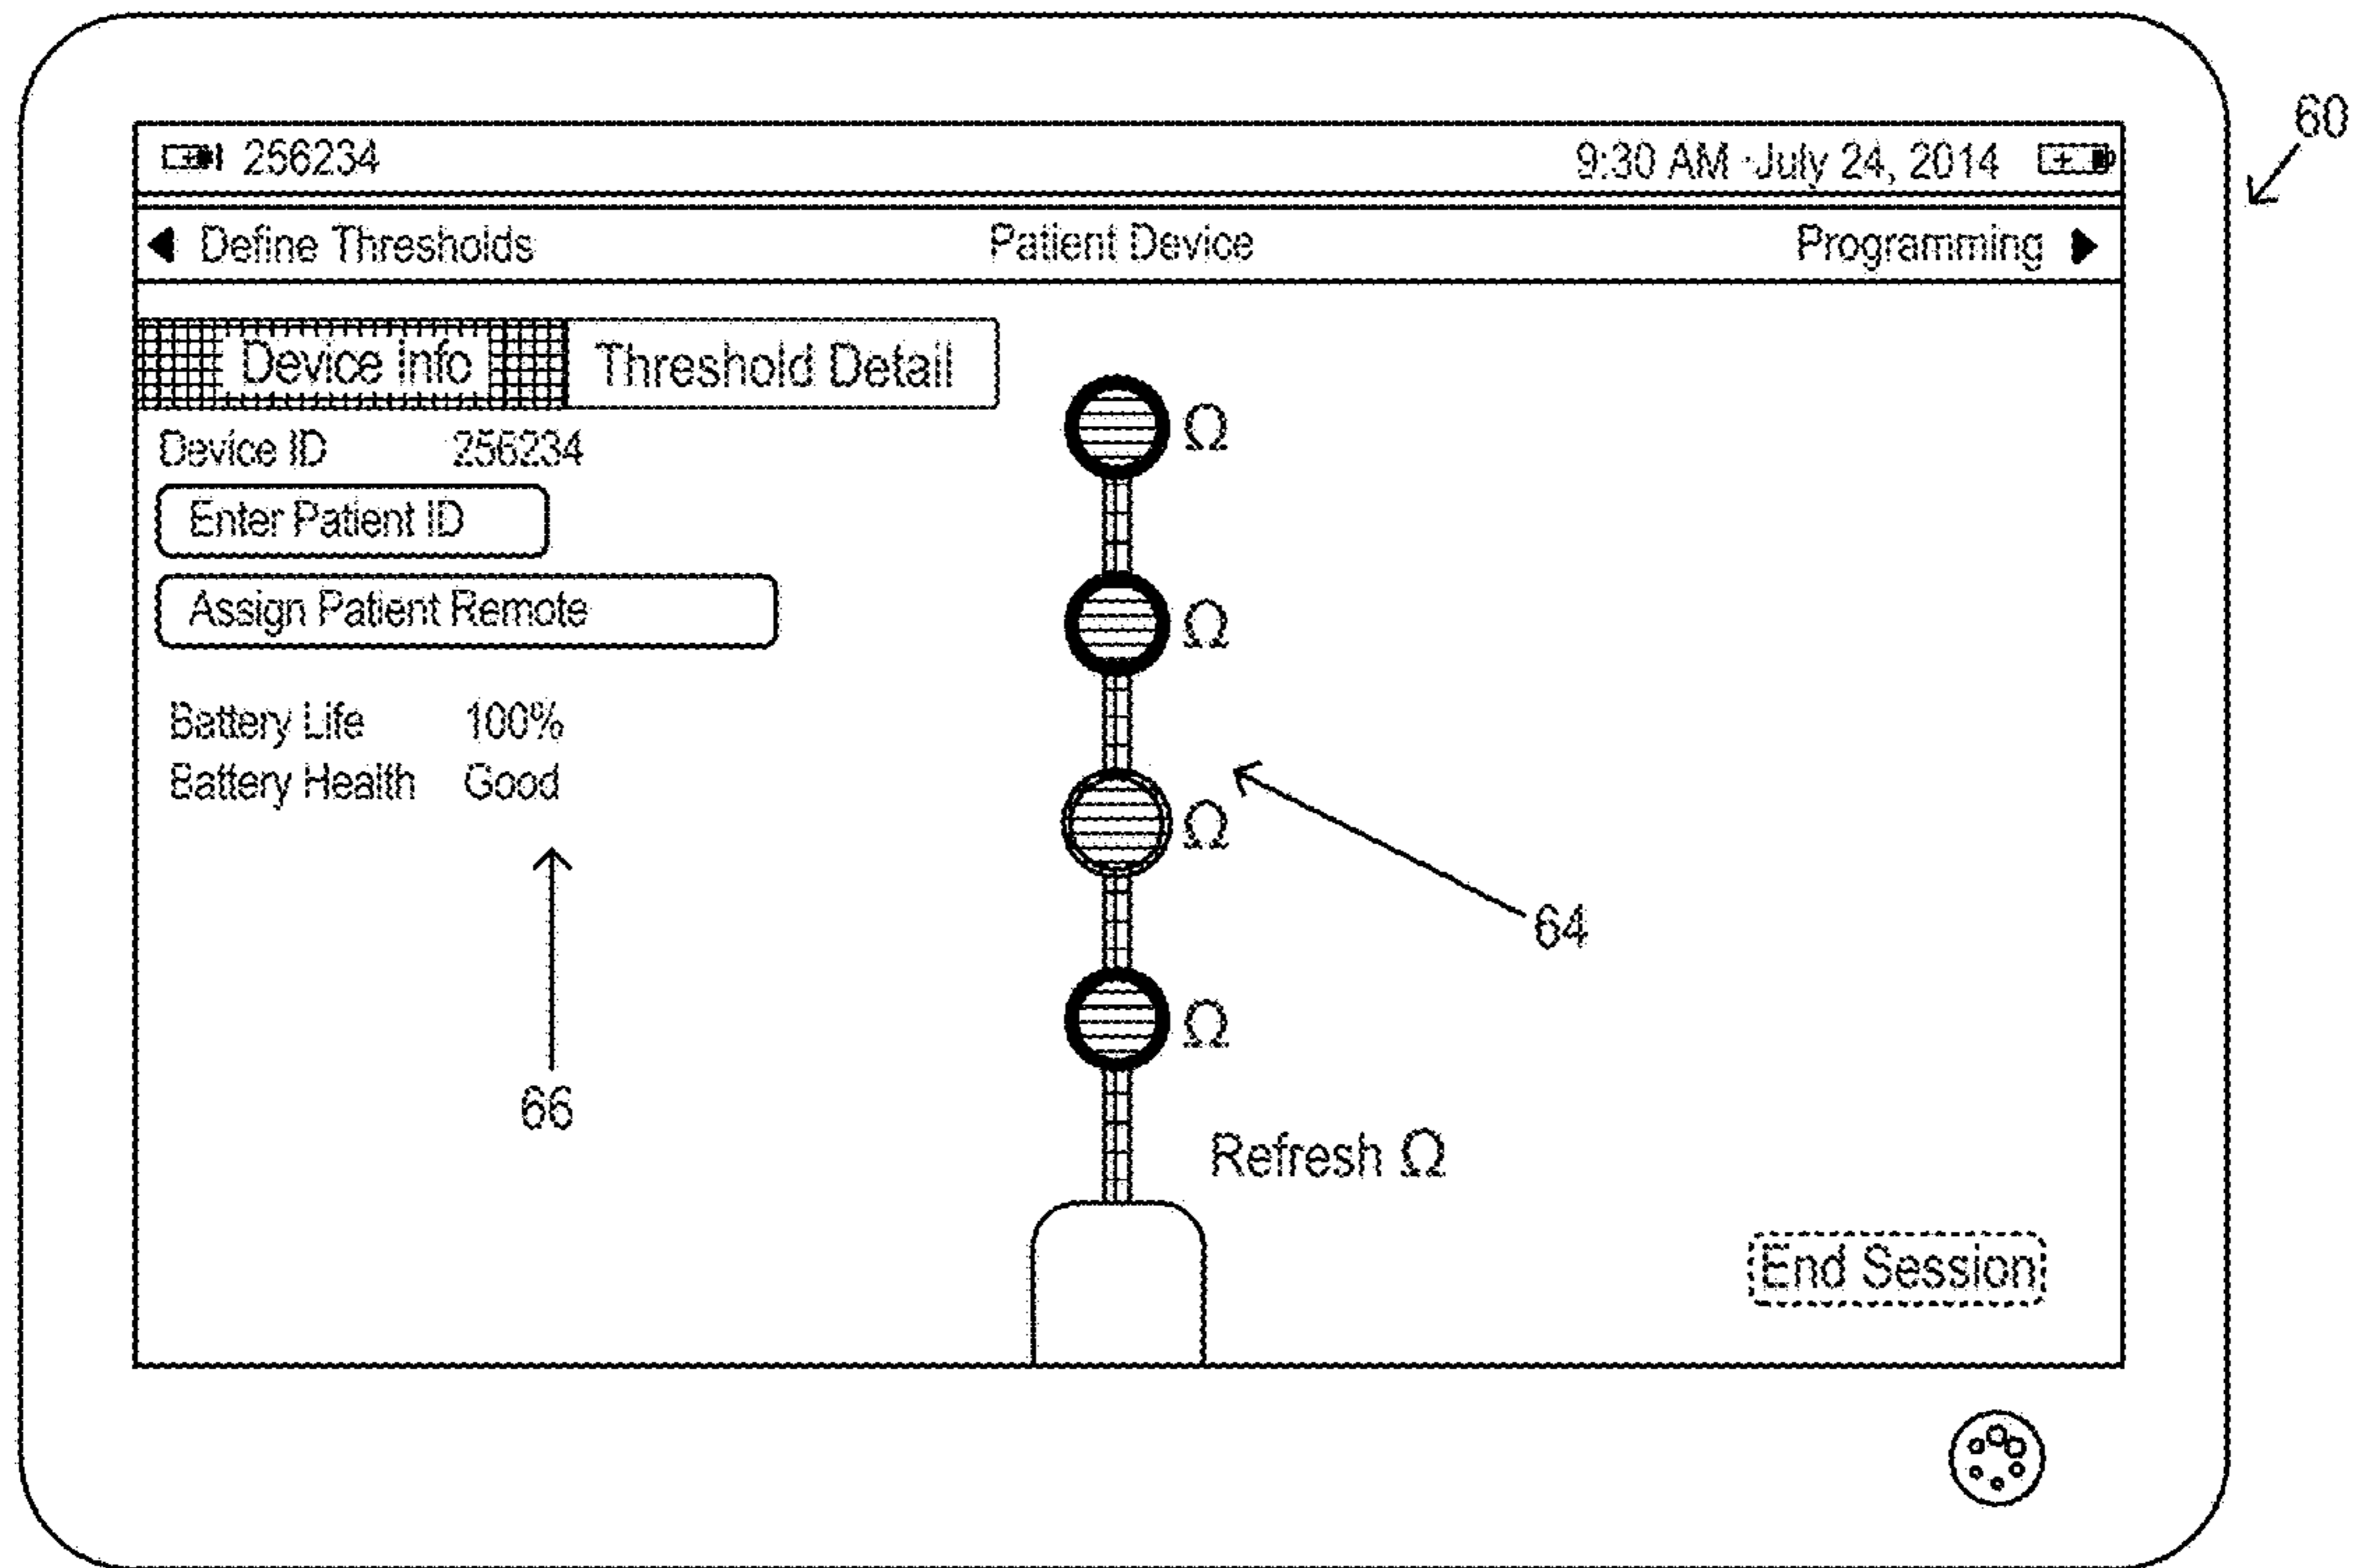 256234 9:30 AM · July 24, 2014
60
Define Thresholds Patient Device Programming
Device Info Threshold Detail
Device ID 256234
Enter Patient ID
Assign Patient Remote
Battery Life 100%
Battery Health Good
Ω
Ω
Ω
Ω
64
66
Refresh Ω
End Session